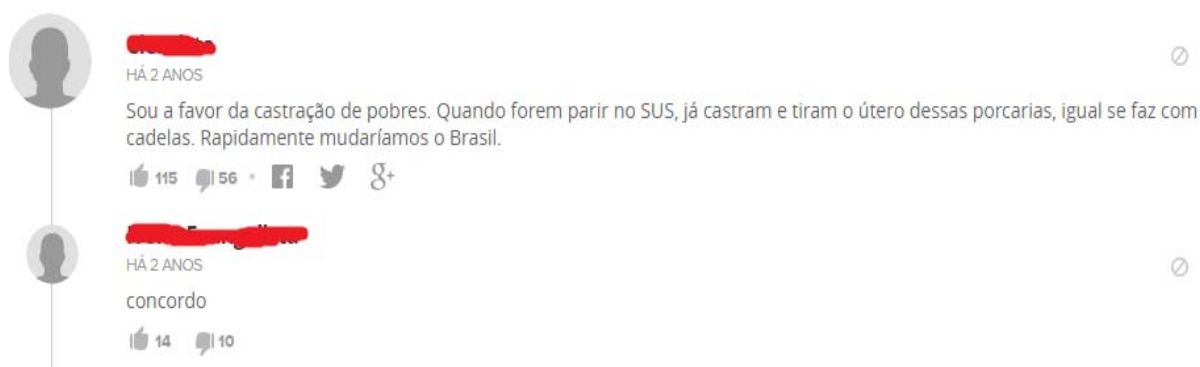 HÁ 2 ANOS
Sou a favor da castração de pobres. Quando forem parir no SUS, já castram e tiram o útero dessas porcarias, igual se faz com
cadelas. Rapidamente mudaríamos o Brasil.
115 56
HÁ 2 ANOS
concordo
14 10